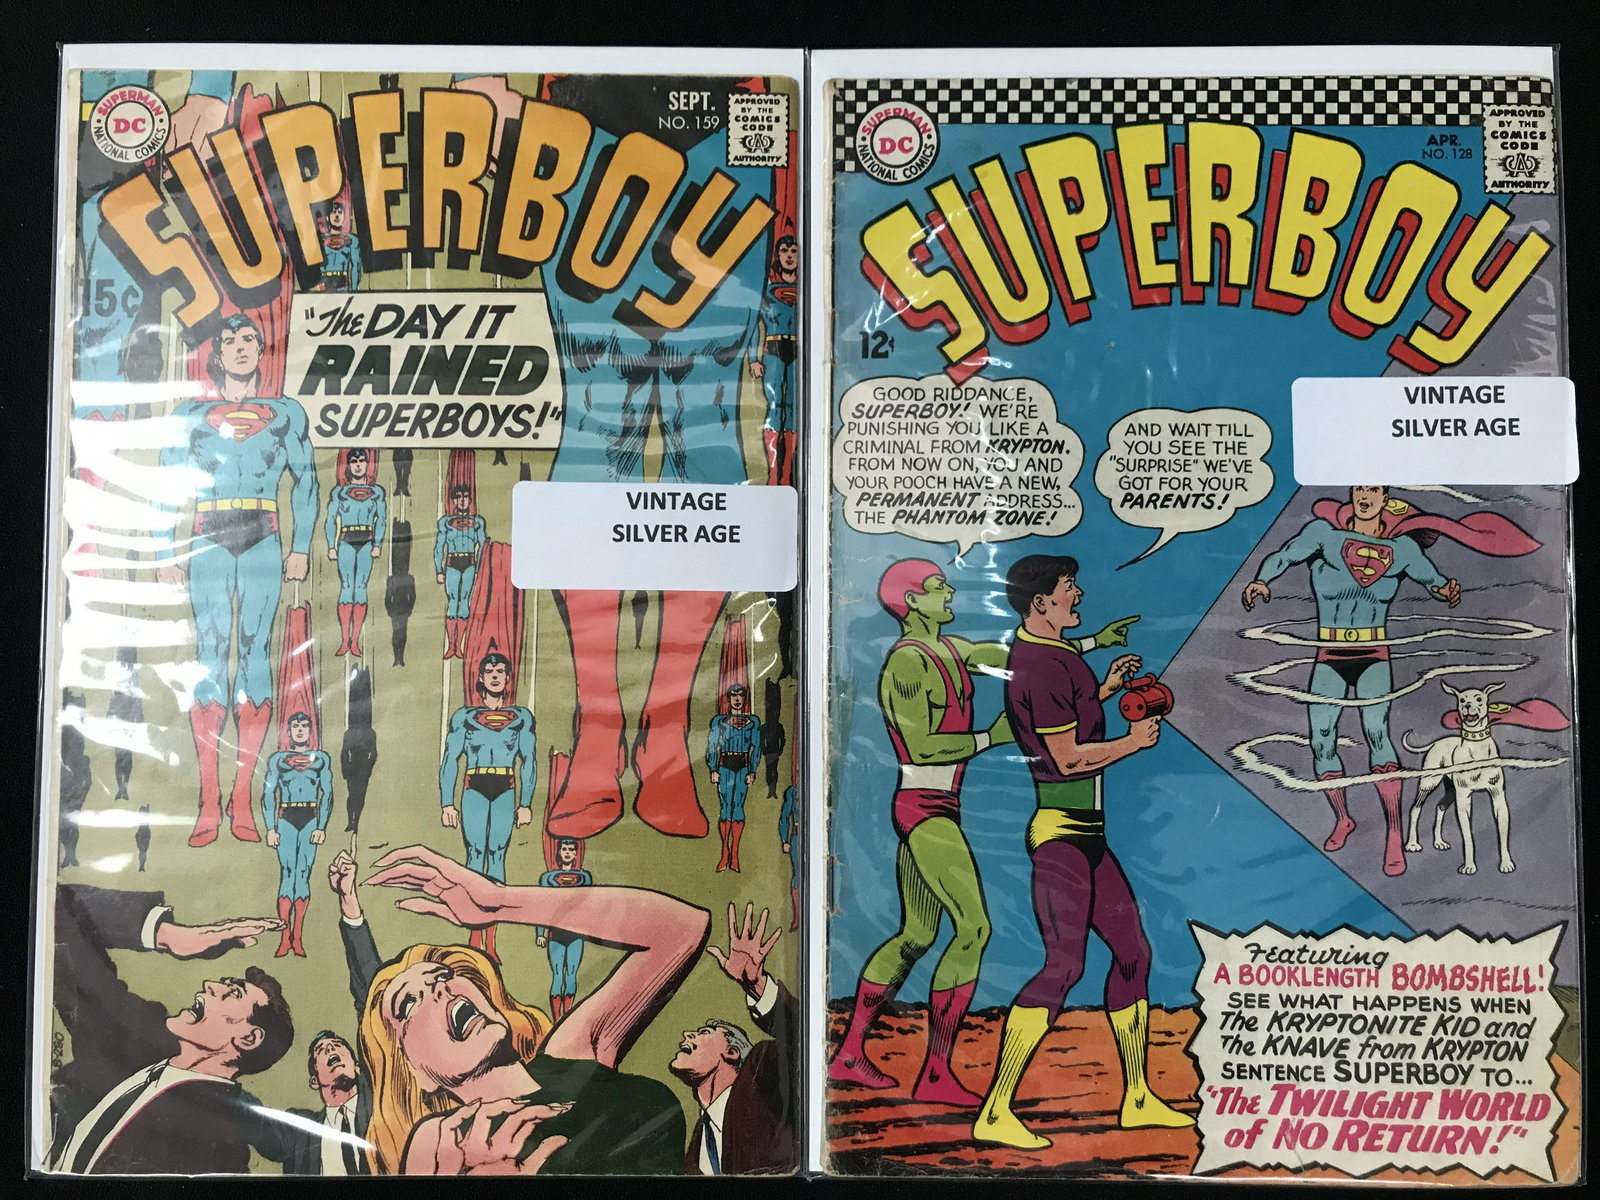 SUPERMAN
DC
NATIONAL COMICS
SUPERBOY
SEPT.
NO. 159
APPROVED
BY THE
COMICS
CODE
CA
AUTHORITY
15¢
"The DAY IT
RAINED
SUPERBOYS!"
VINTAGE
SILVER AGE
SUPERMAN
DC
NATIONAL COMICS
SUPERBOY
APR.
NO. 128
APPROVED
BY THE
COMICS
CODE
CA
AUTHORITY
12¢
GOOD RIDDANCE,
SUPERBOY! WE'RE
PUNISHING YOU LIKE A
CRIMINAL FROM KRYPTON.
FROM NOW ON, YOU AND
YOUR POOCH HAVE A NEW,
PERMANENT ADDRESS...
THE PHANTOM ZONE!
AND WAIT TILL
YOU SEE THE
"SURPRISE" WE'VE
GOT FOR YOUR
PARENTS!
VINTAGE
SILVER AGE
Featuring
A BOOKLENGTH BOMBSHELL!
SEE WHAT HAPPENS WHEN
The KRYPTONITE KID and
The KNAVE from KRYPTON
SENTENCE SUPERBOY TO...
"The TWILIGHT WORLD
of NO RETURN!"